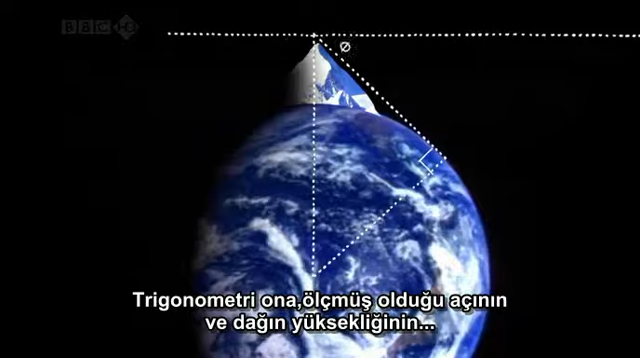 BBC HD
Ø
Trigonometri ona,ölçmüş olduğu açının
ve dağın yüksekliğinin...